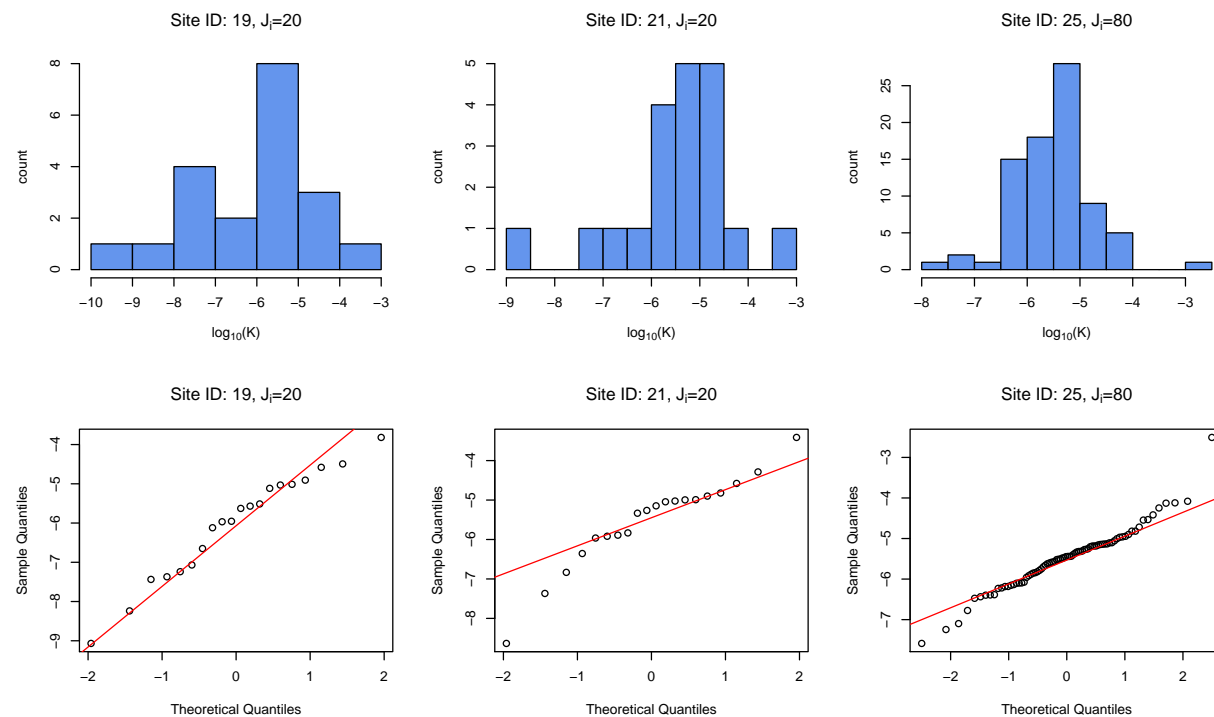 Site ID: 19, Jᵢ=20
count
0 2 4 6 8
−10 −9 −8 −7 −6 −5 −4 −3
log₁₀(K)
Site ID: 21, Jᵢ=20
count
0 1 2 3 4 5
−9 −8 −7 −6 −5 −4 −3
log₁₀(K)
Site ID: 25, Jᵢ=80
count
0 5 10 15 20 25
−8 −7 −6 −5 −4 −3
log₁₀(K)
Site ID: 19, Jᵢ=20
Sample Quantiles
−9 −8 −7 −6 −5 −4
−2 −1 0 1 2
Theoretical Quantiles
Site ID: 21, Jᵢ=20
Sample Quantiles
−8 −7 −6 −5 −4
−2 −1 0 1 2
Theoretical Quantiles
Site ID: 25, Jᵢ=80
Sample Quantiles
−7 −6 −5 −4 −3
−2 −1 0 1 2
Theoretical Quantiles